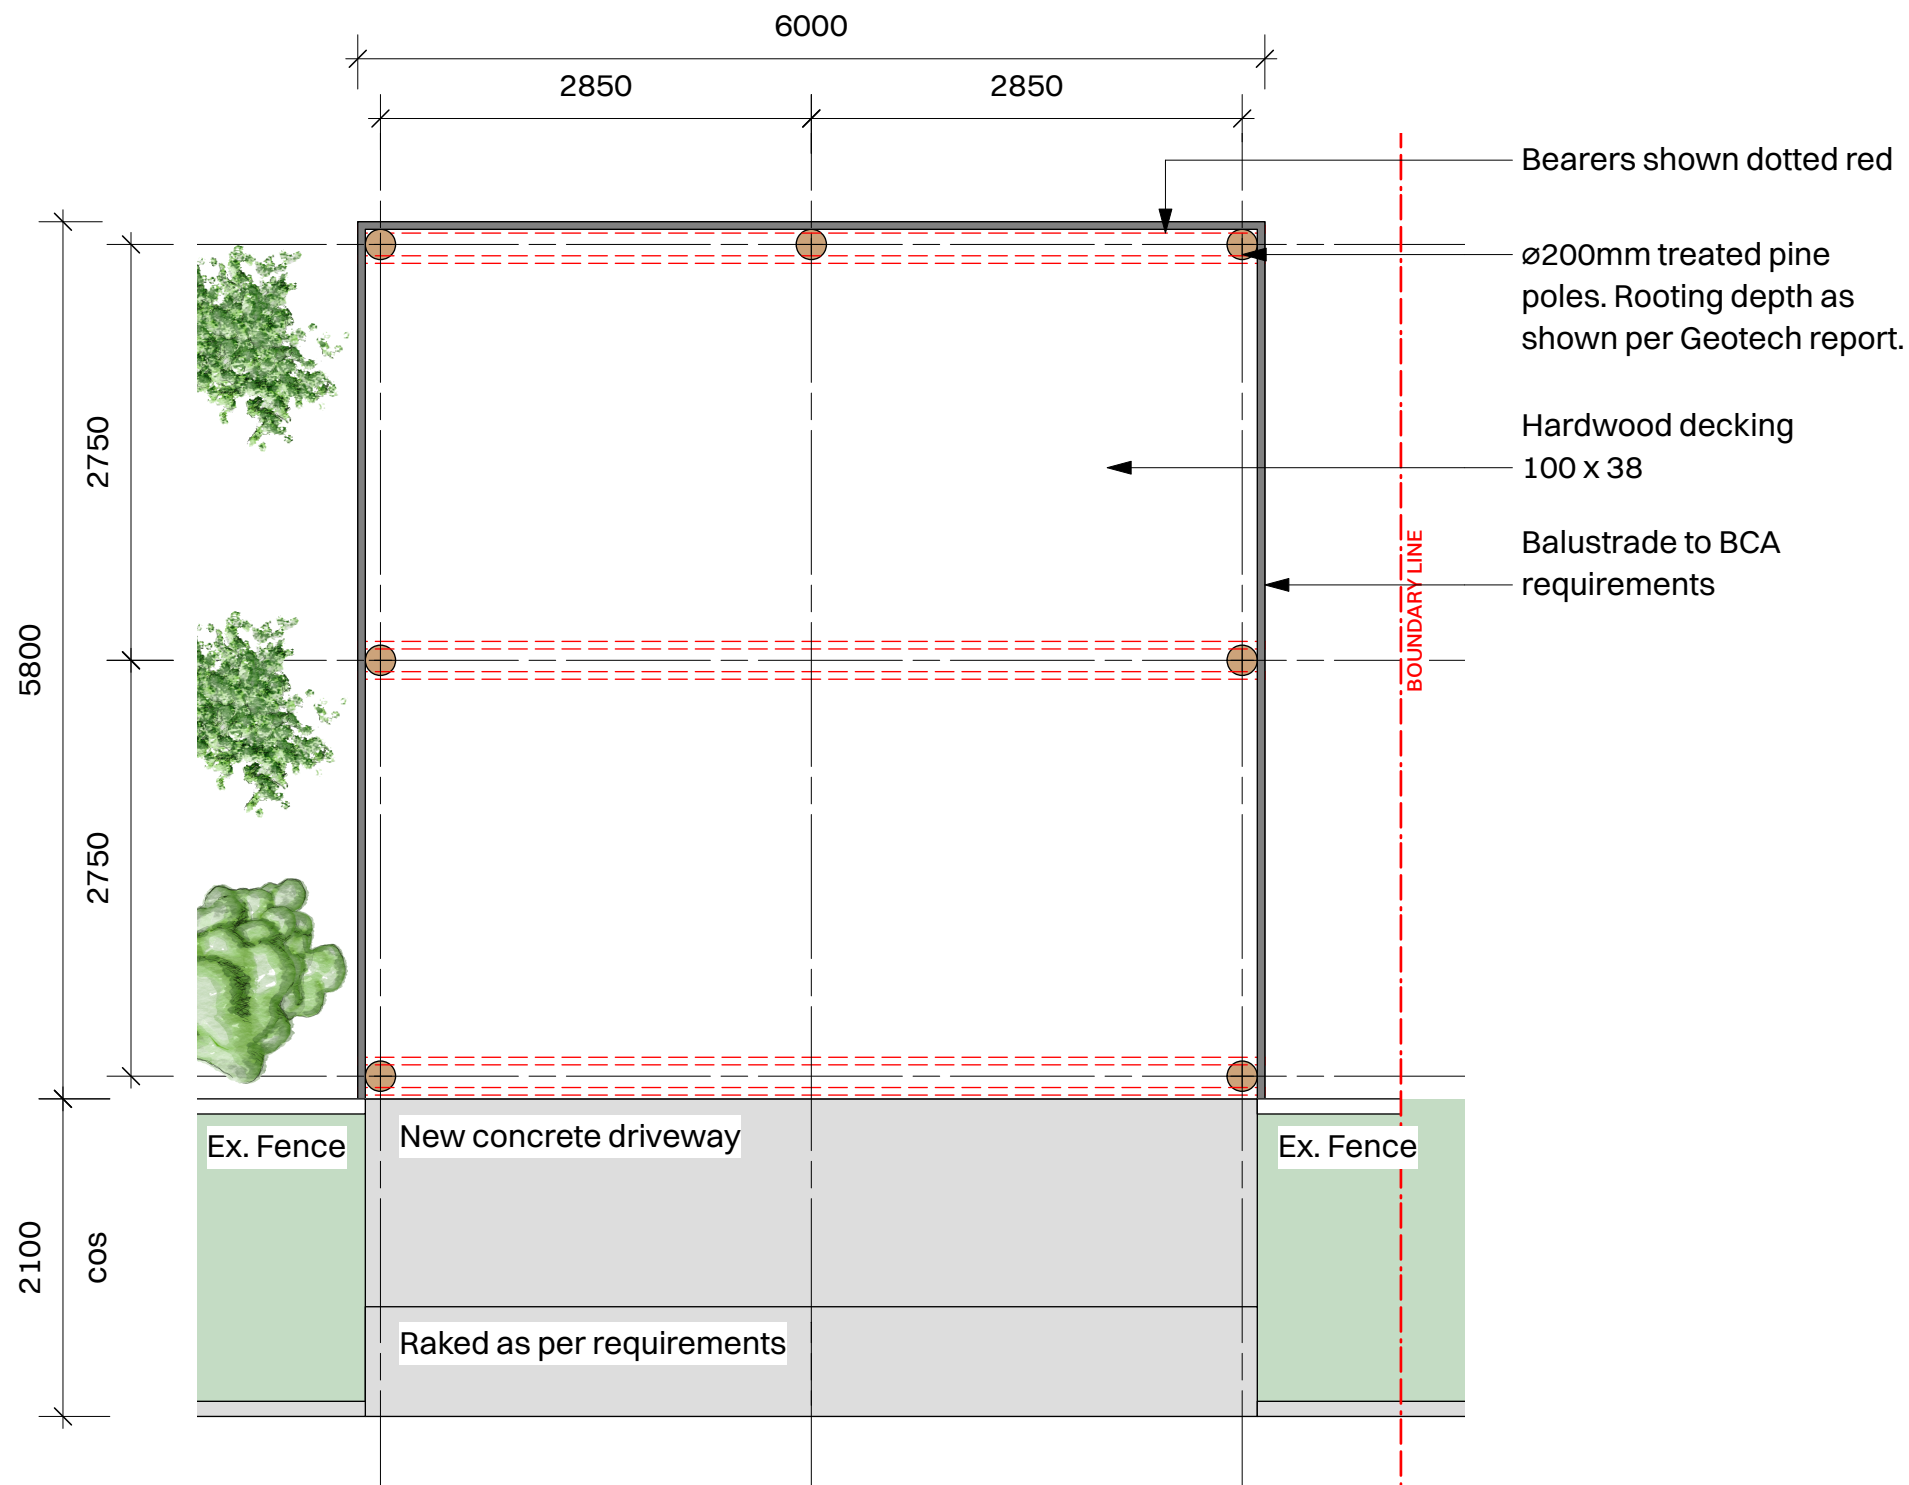 6000
2850
2850
Bearers shown dotted red
ø200mm treated pine
poles. Rooting depth as
shown per Geotech report.
Hardwood decking
100 x 38
Balustrade to BCA
requirements
BOUNDARY LINE
2750
5800
2750
Ex. Fence
New concrete driveway
Ex. Fence
2100
cos
Raked as per requirements